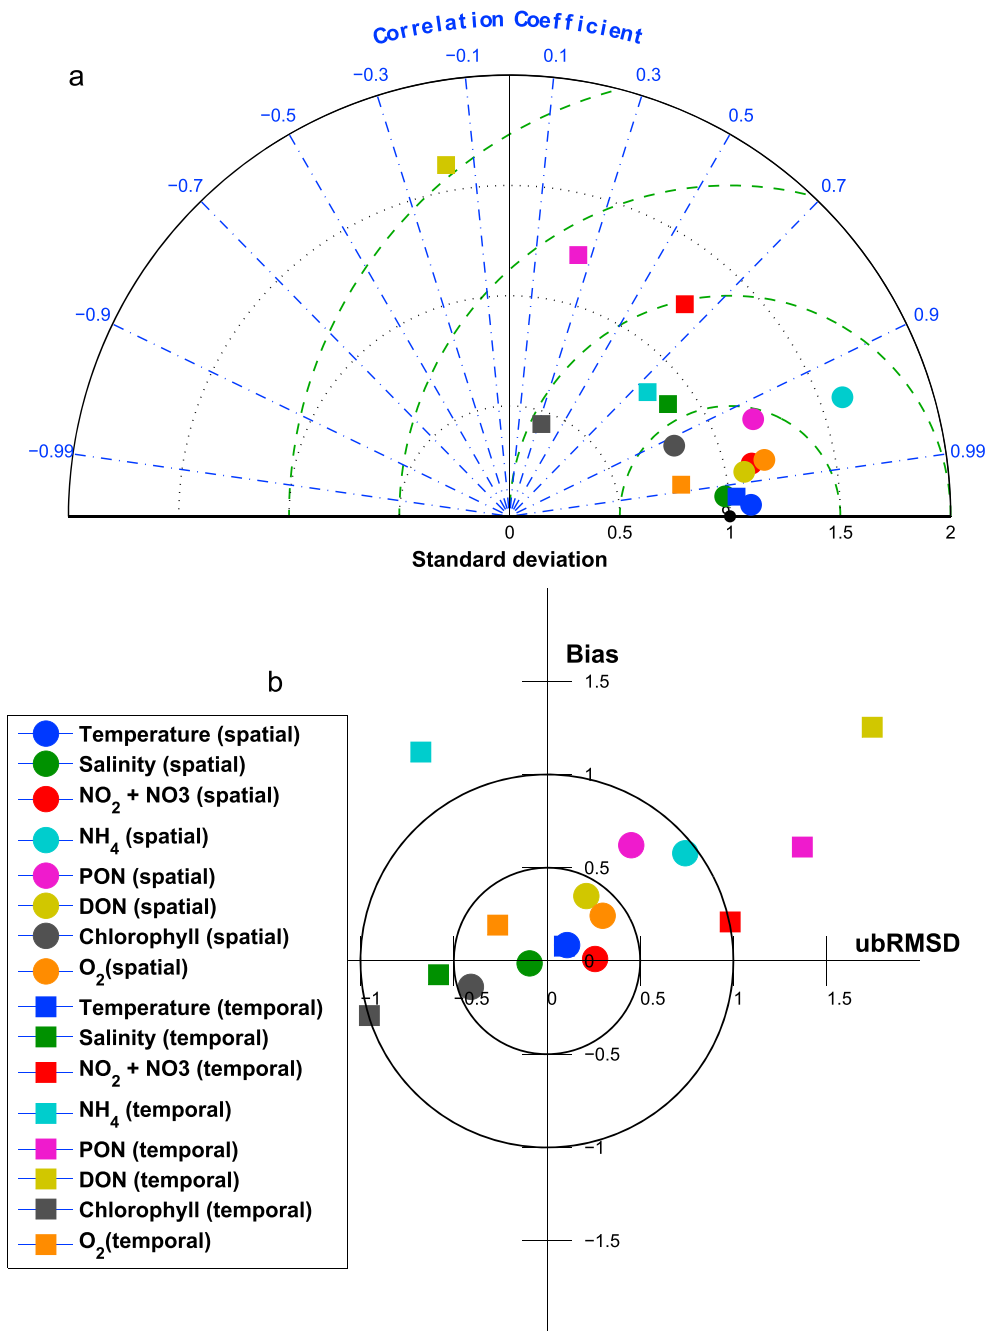 Correlation Coefficient
a
−0.1
0.1
−0.3
0.3
−0.5
0.5
−0.7
0.7
−0.9
0.9
−0.99
0.99
0
0.5
1
1.5
2
Standard deviation
Bias
b
1.5
1
0.5
ubRMSD
0
−1
−0.5
0
0.5
1
1.5
−0.5
−1
−1.5
Temperature (spatial)
Salinity (spatial)
NO2 + NO3 (spatial)
NH4 (spatial)
PON (spatial)
DON (spatial)
Chlorophyll (spatial)
O2(spatial)
Temperature (temporal)
Salinity (temporal)
NO2 + NO3 (temporal)
NH4 (temporal)
PON (temporal)
DON (temporal)
Chlorophyll (temporal)
O2(temporal)